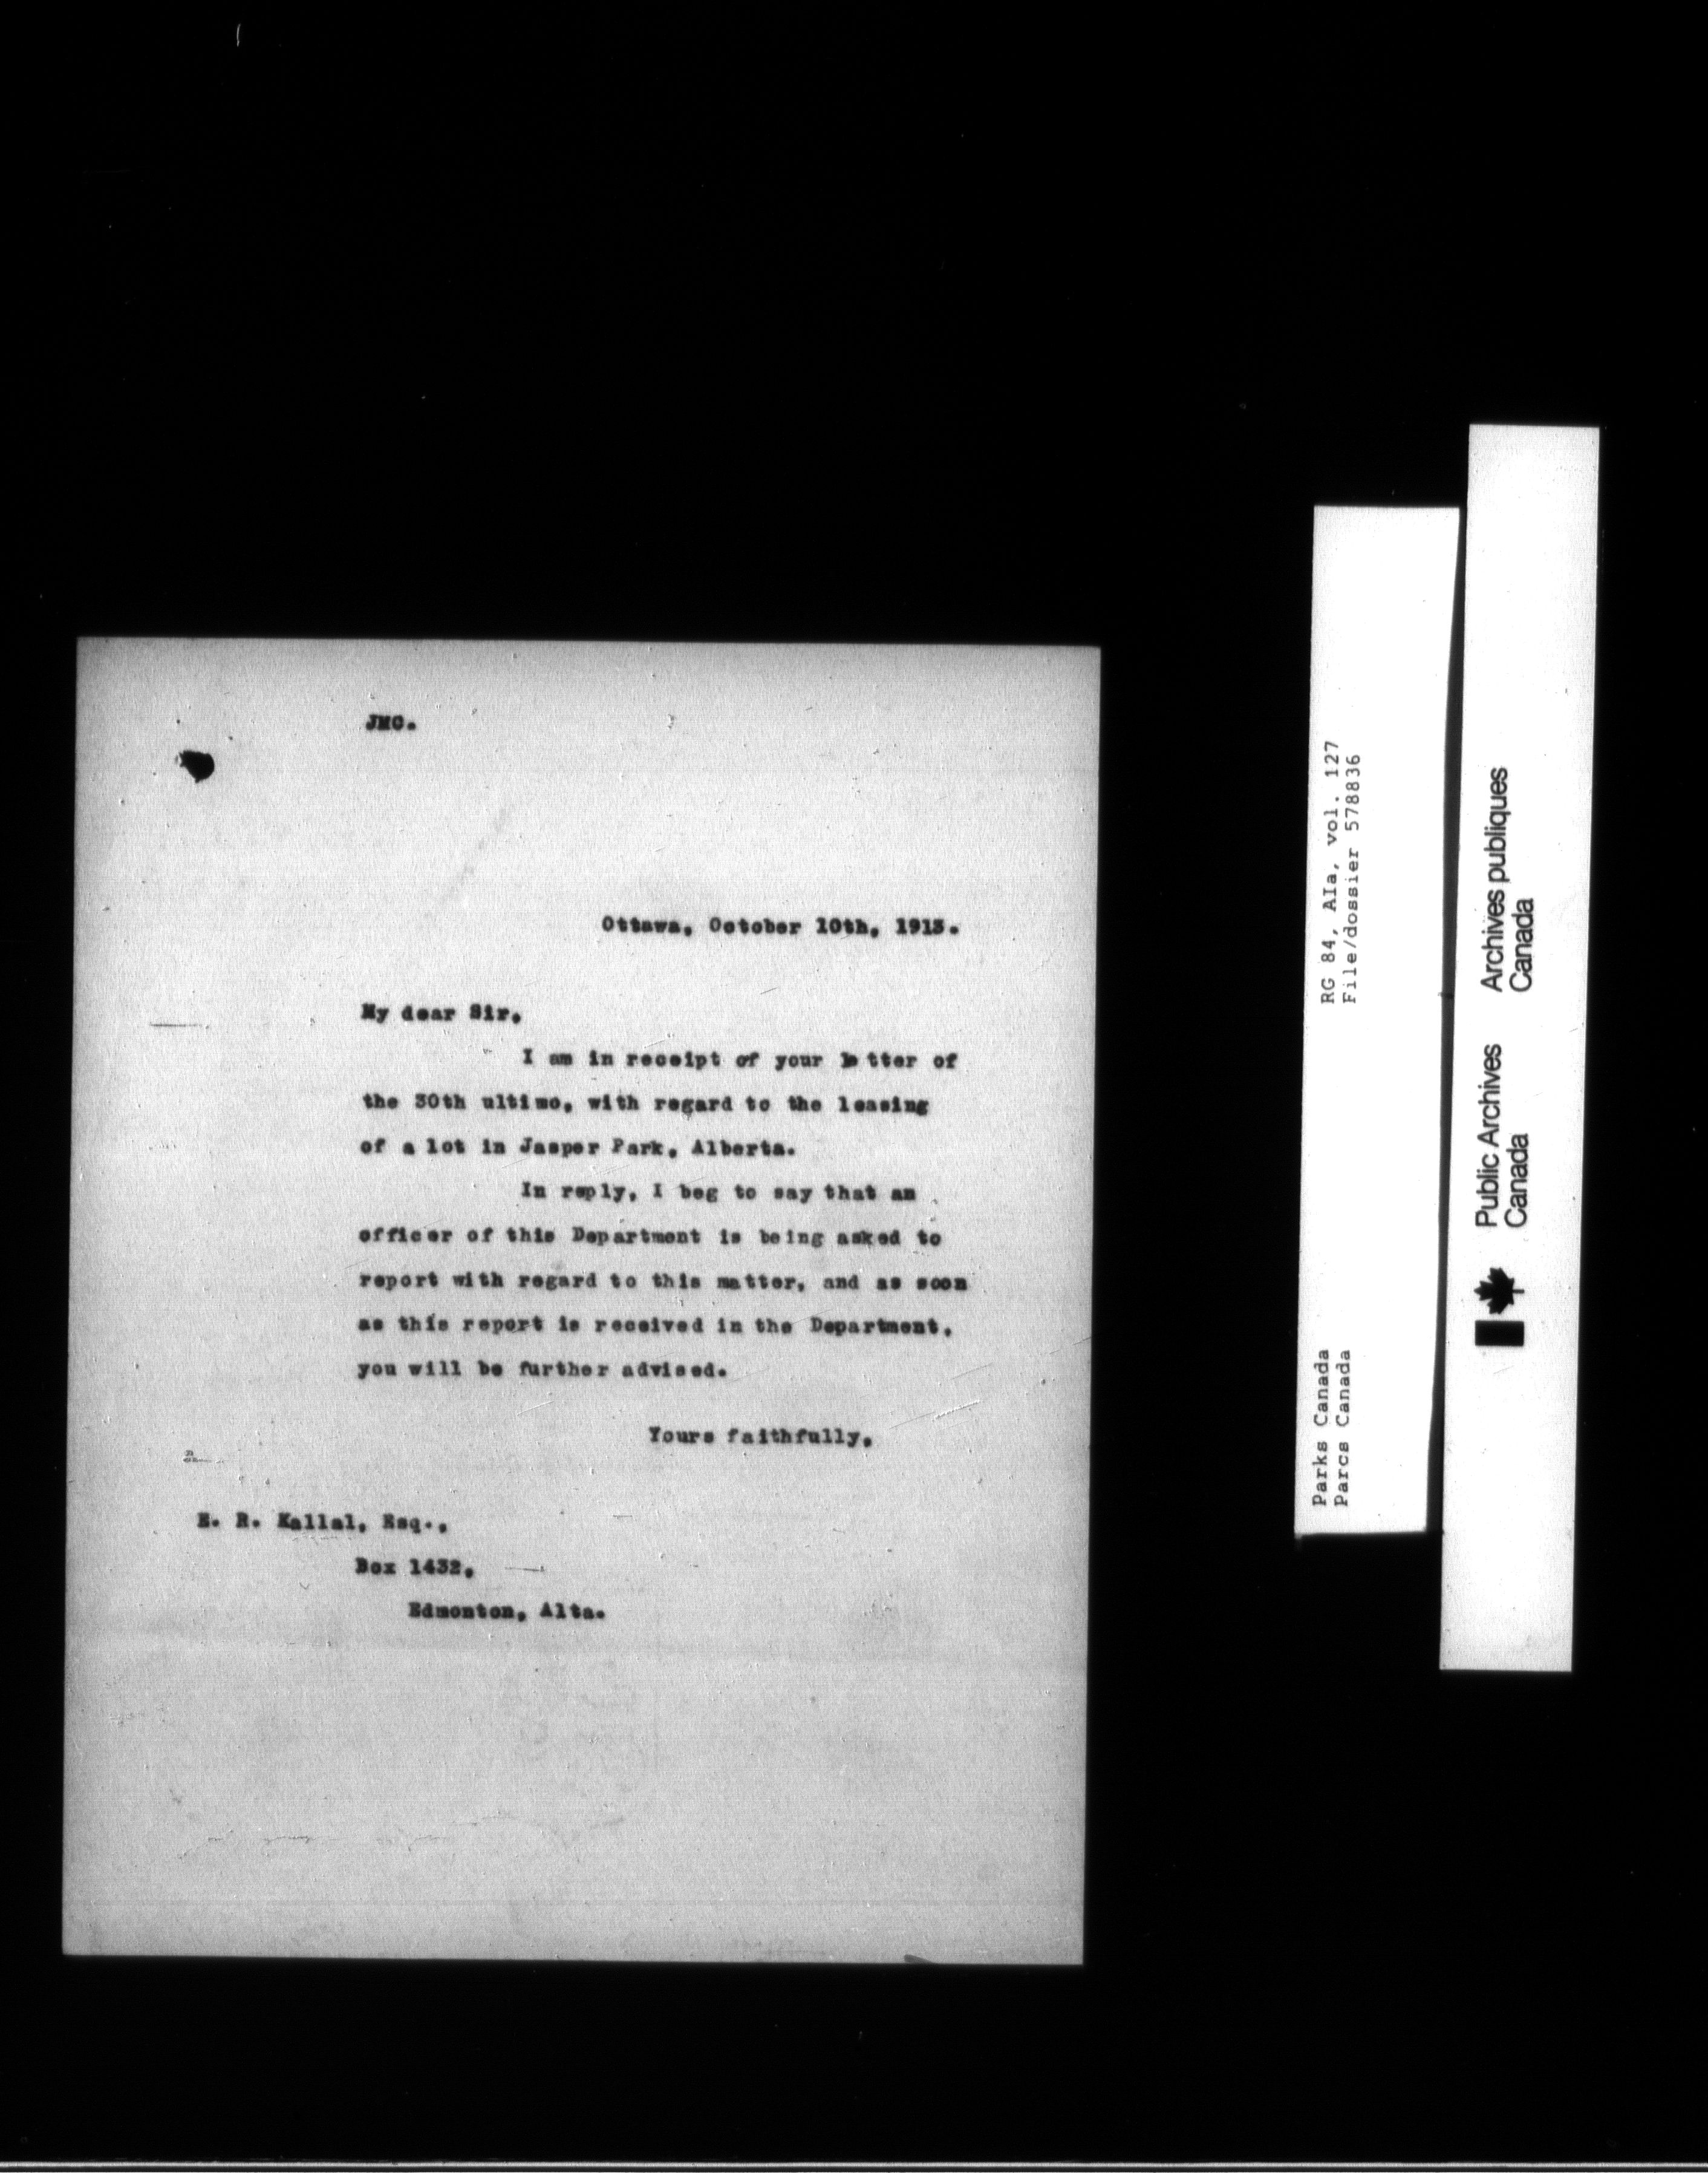 JMC.
Ottawa, October 10th, 1913.
My dear Sir,
I am in receipt of your letter of
the 30th ultimo, with regard to the leasing
of a lot in Jasper Park, Alberta.
In reply, I beg to say that an
officer of this Department is being asked to
report with regard to this matter, and as soon
as this report is received in the Department,
you will be further advised.
Yours faithfully,
E. R. Kallal, Esq.,
Box 1432,
Edmonton, Alta.
Parks Canada
Parcs Canada
RG 84, AIa, vol. 127
File/dossier 578836
Public Archives
Canada
Archives publiques
Canada